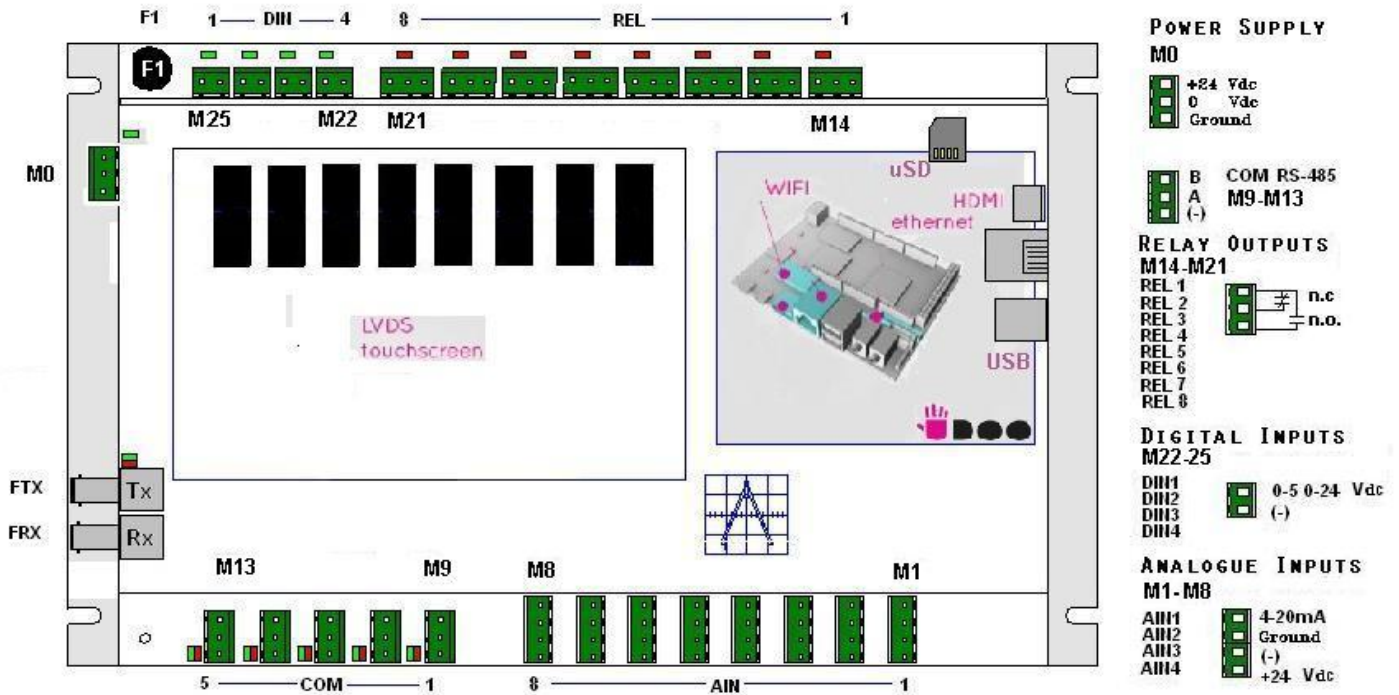 F1 1 DIN 4 8 REL 1
F1
M25 M22 M21 M14
M0
uSD
WIFI
HDMI
ethernet
LVDS
touchscreen
USB
FTX Tx
FRX Rx
M13 M9 M8 M1
5 COM 1 8 AIN 1
POWER SUPPLY
M0
+24 Vdc
0 Vdc
Ground
B COM RS-485
A M9-M13
(-)
RELAY OUTPUTS
M14-M21
REL 1
REL 2
REL 3
REL 4
REL 5
REL 6
REL 7
REL 8
n.c
n.o.
DIGITAL INPUTS
M22-25
DIN1
DIN2
DIN3
DIN4
0-5 0-24 Vdc
(-)
ANALOGUE INPUTS
M1-M8
AIN1
AIN2
AIN3
AIN4
4-20mA
Ground
(-)
+24 Vdc